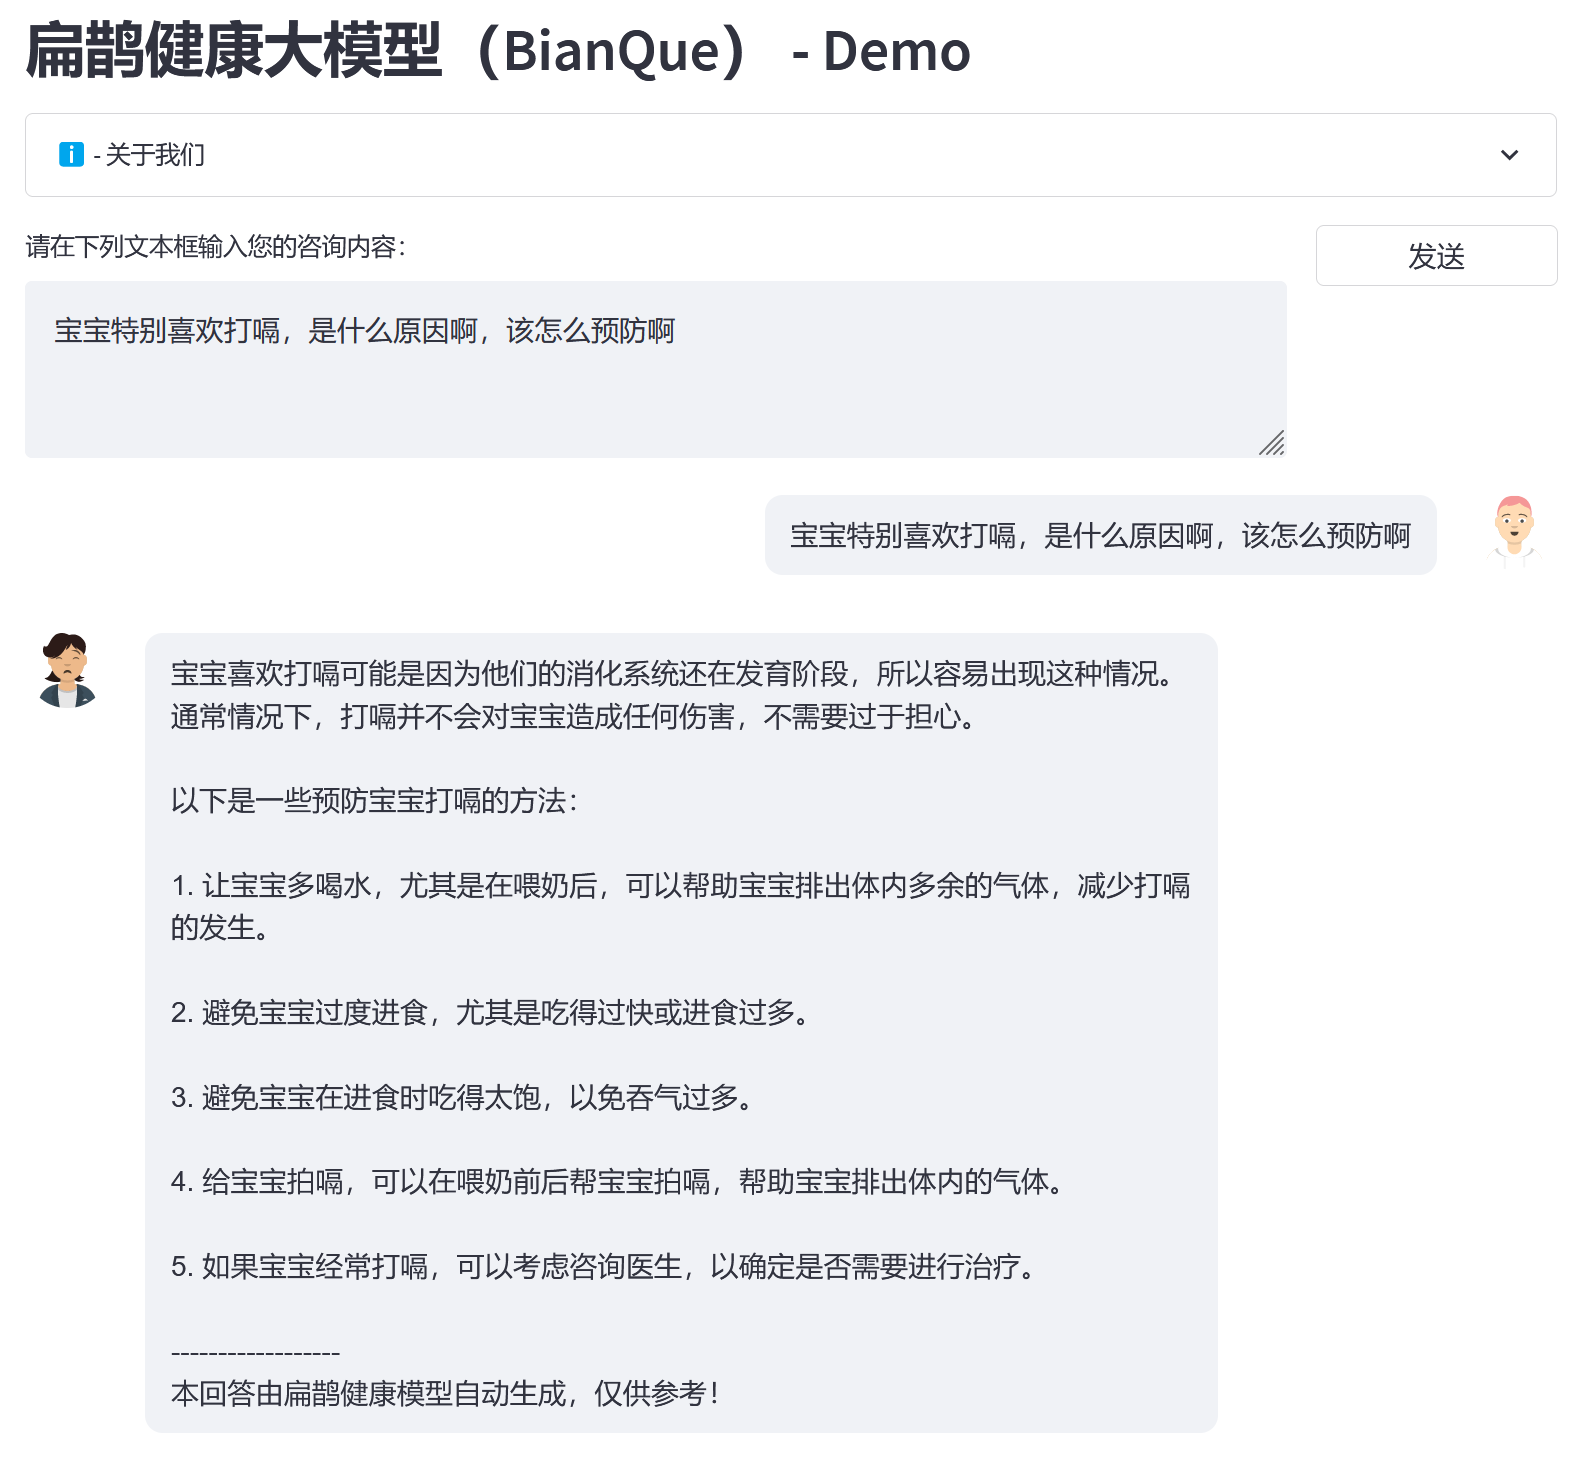 扁鹊健康大模型（BianQue） - Demo
i - 关于我们
请在下列文本框输入您的咨询内容：
发送
宝宝特别喜欢打嗝，是什么原因啊，该怎么预防啊
宝宝特别喜欢打嗝，是什么原因啊，该怎么预防啊
宝宝喜欢打嗝可能是因为他们的消化系统还在发育阶段，所以容易出现这种情况。
通常情况下，打嗝并不会对宝宝造成任何伤害，不需要过于担心。
以下是一些预防宝宝打嗝的方法：
1. 让宝宝多喝水，尤其是在喂奶后，可以帮助宝宝排出体内多余的气体，减少打嗝
的发生。
2. 避免宝宝过度进食，尤其是吃得过快或进食过多。
3. 避免宝宝在进食时吃得太饱，以免吞气过多。
4. 给宝宝拍嗝，可以在喂奶前后帮宝宝拍嗝，帮助宝宝排出体内的气体。
5. 如果宝宝经常打嗝，可以考虑咨询医生，以确定是否需要进行治疗。
------------------
本回答由扁鹊健康模型自动生成，仅供参考！